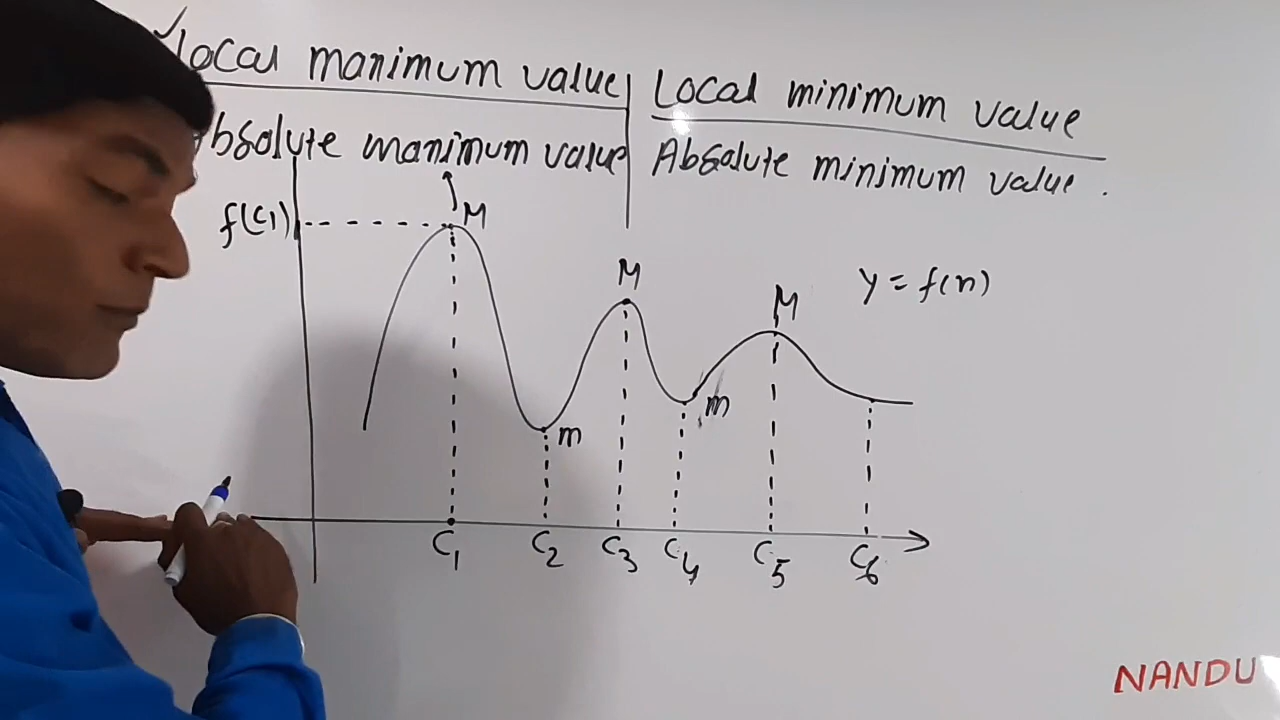 local maximum value | Local minimum value
Absolute maximum value | Absolute minimum value.
f(c1)
M
M
M
y = f(x)
m
m
C1 C2 C3 C4 C5 C6
NANDU